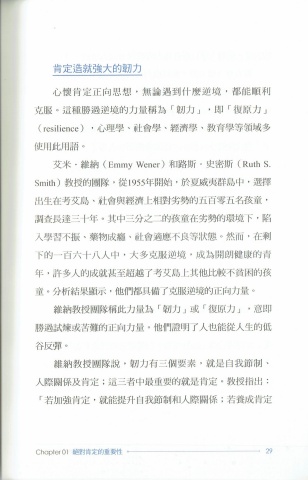 肯定造就強大的韌力
心懷肯定正向思想，無論遇到什麼逆境，都能順利
克服。這種勝過逆境的力量稱為「韌力」，即「復原力」
（resilience），心理學、社會學、經濟學、教育學等領域多
使用此用語。
艾米．維納（Emmy Wener）和路斯．史密斯（Ruth S.
Smith）教授的團隊，從1955年開始，於夏威夷群島中，選擇
出生在考艾島、社會與經濟上相對劣勢的五百零五名孩童，
調查長達三十年。其中三分之二的孩童在劣勢的環境下，陷
入學習不振、藥物成癮、社會適應不良等狀態。然而，在剩
下的一百六十八人中，大多克服逆境，成為開朗健康的青
年，許多人的成就甚至超越了考艾島上其他比較不貧困的孩
童。分析結果顯示，他們都具備了克服逆境的正向力量。
維納教授團隊稱此力量為「韌力」或「復原力」，意即
勝過試煉或苦難的正向力量。他們證明了人也能從人生的低
谷反彈。
維納教授團隊說，韌力有三個要素，就是自我節制、
人際關係及肯定；這三者中最重要的就是肯定。教授指出：
「若加強肯定，就能提升自我節制和人際關係；若養成肯定
Chapter 01 絕對肯定的重要性 29